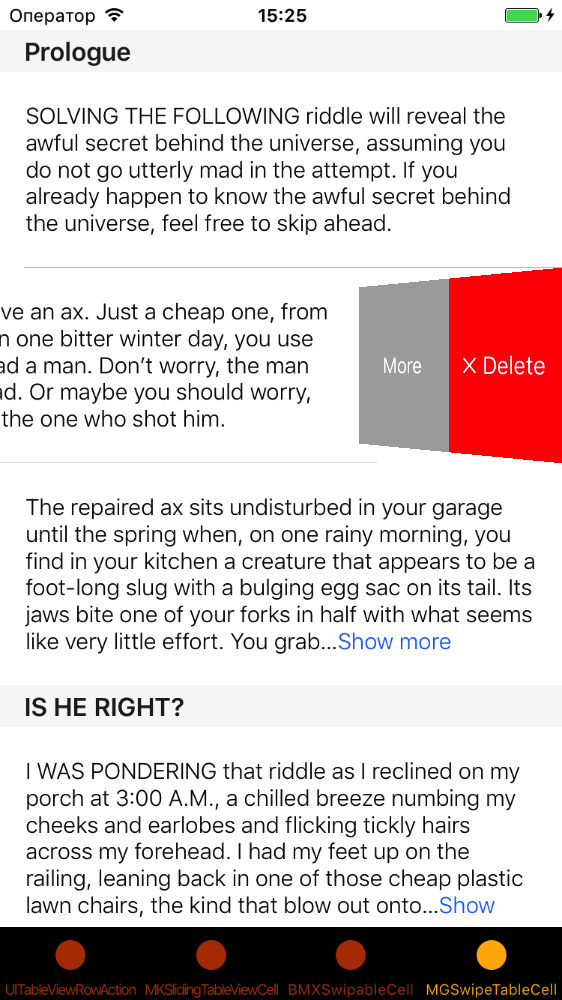 Оператор 15:25
Prologue
SOLVING THE FOLLOWING riddle will reveal the
awful secret behind the universe, assuming you
do not go utterly mad in the attempt. If you
already happen to know the awful secret behind
the universe, feel free to skip ahead.
ve an ax. Just a cheap one, from
n one bitter winter day, you use
ad a man. Don’t worry, the man
ad. Or maybe you should worry,
the one who shot him.
More
X Delete
The repaired ax sits undisturbed in your garage
until the spring when, on one rainy morning, you
find in your kitchen a creature that appears to be a
foot-long slug with a bulging egg sac on its tail. Its
jaws bite one of your forks in half with what seems
like very little effort. You grab...Show more
IS HE RIGHT?
I WAS PONDERING that riddle as I reclined on my
porch at 3:00 A.M., a chilled breeze numbing my
cheeks and earlobes and flicking tickly hairs
across my forehead. I had my feet up on the
railing, leaning back in one of those cheap plastic
lawn chairs, the kind that blow out onto...Show
UITableViewRowAction MKSlidingTableViewCell BMXSwipableCell MGSwipeTableCell